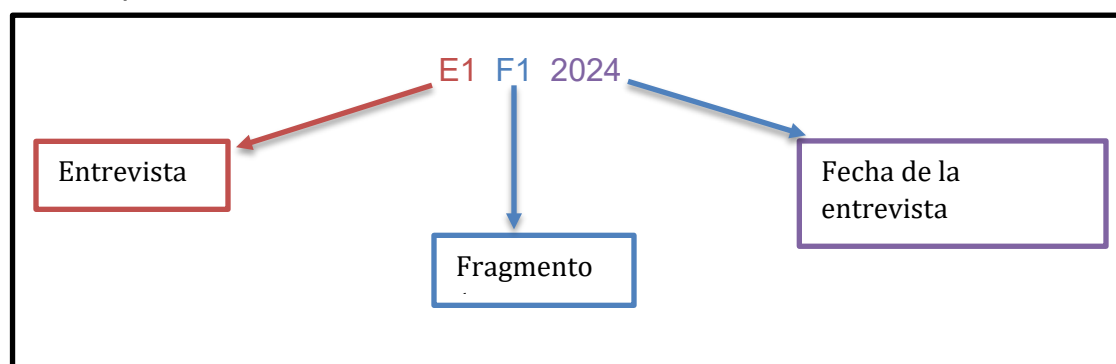 E1 F1 2024
Entrevista
Fecha de la
entrevista
Fragmento